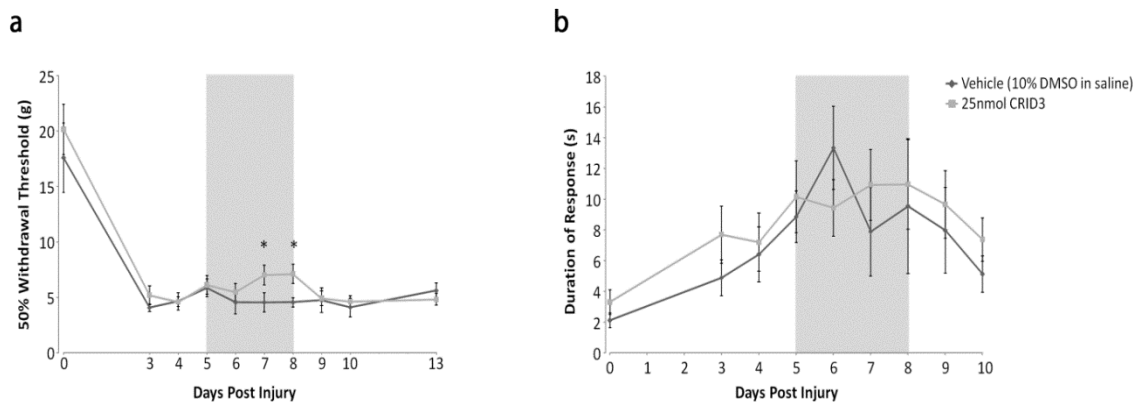 a
25
20
15
10
5
0
50% Withdrawal Threshold (g)
* *
0 3 4 5 6 7 8 9 10 13
Days Post Injury
b
18
16
14
12
10
8
6
4
2
0
Duration of Response (s)
0 1 2 3 4 5 6 7 8 9 10
Days Post Injury
Vehicle (10% DMSO in saline)
25nmol CRID3